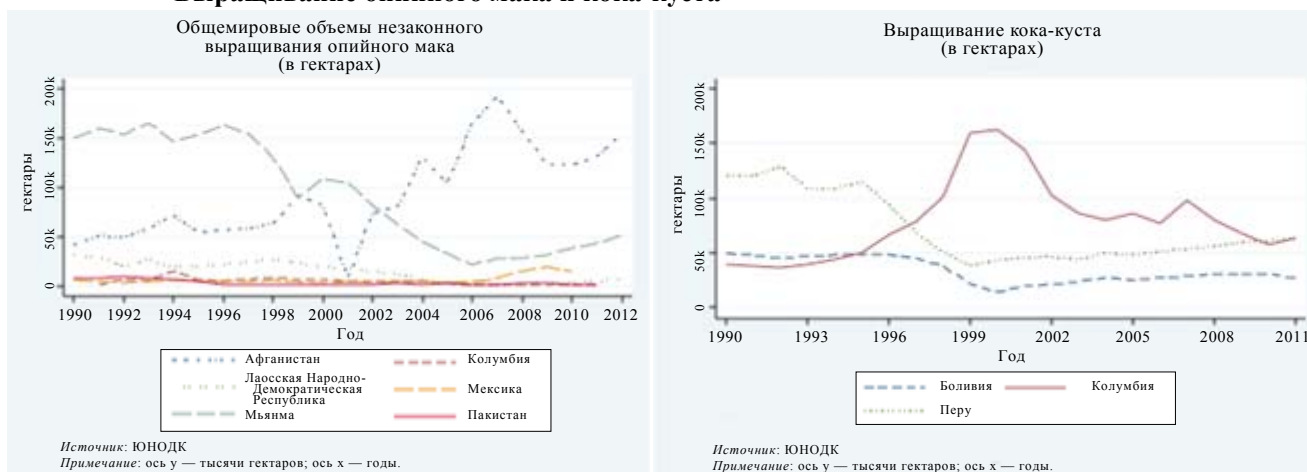 Выращивание опийного мака и кока-куста
Общемировые объемы незаконного
выращивания опийного мака
(в гектарах)
гектары
200k
150k
100k
50k
0
1990 1992 1994 1996 1998 2000 2002 2004 2006 2008 2010 2012
Год
Афганистан
Колумбия
Лаосская Народно-
Демократическая
Республика
Мексика
Мьянма
Пакистан
Источник: ЮНОДК
Примечание: ось y — тысячи гектаров; ось x — годы.
Выращивание кока-куста
(в гектарах)
гектары
200k
150k
100k
50k
0
1990 1993 1996 1999 2002 2005 2008 2011
Год
Боливия
Колумбия
Перу
Источник: ЮНОДК
Примечание: ось y — тысячи гектаров; ось x — годы.